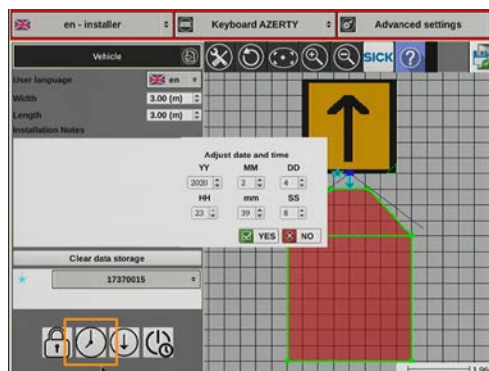 en - installer
Keyboard AZERTY
Advanced settings
Vehicle
SICK
?
User language
en
Width
3.00 (m)
Length
3.00 (m)
Installation Notes
Adjust date and time
YY MM DD
2020 2 4
HH mm SS
23 39 8
YES NO
Clear data storage
17370015